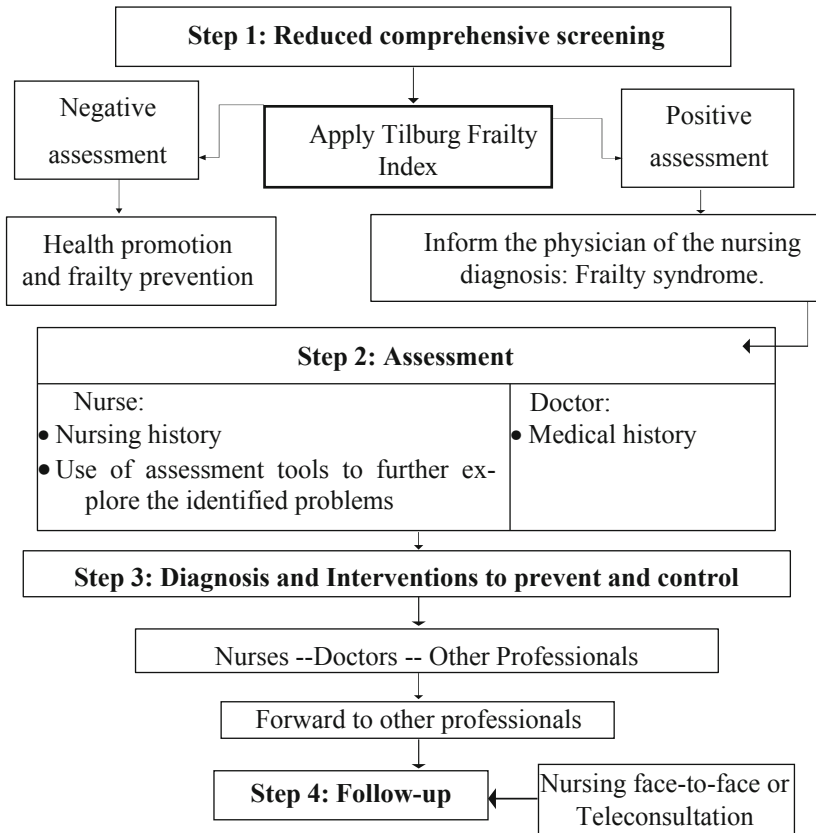 Step 1: Reduced comprehensive screening
Negative
assessment
Apply Tilburg Frailty
Index
Positive
assessment
Health promotion
and frailty prevention
Inform the physician of the nursing
diagnosis: Frailty syndrome.
Step 2: Assessment
Nurse:
• Nursing history
• Use of assessment tools to further ex-
plore the identified problems
Doctor:
• Medical history
Step 3: Diagnosis and Interventions to prevent and control
Nurses --Doctors -- Other Professionals
Forward to other professionals
Step 4: Follow-up
Nursing face-to-face or
Teleconsultation